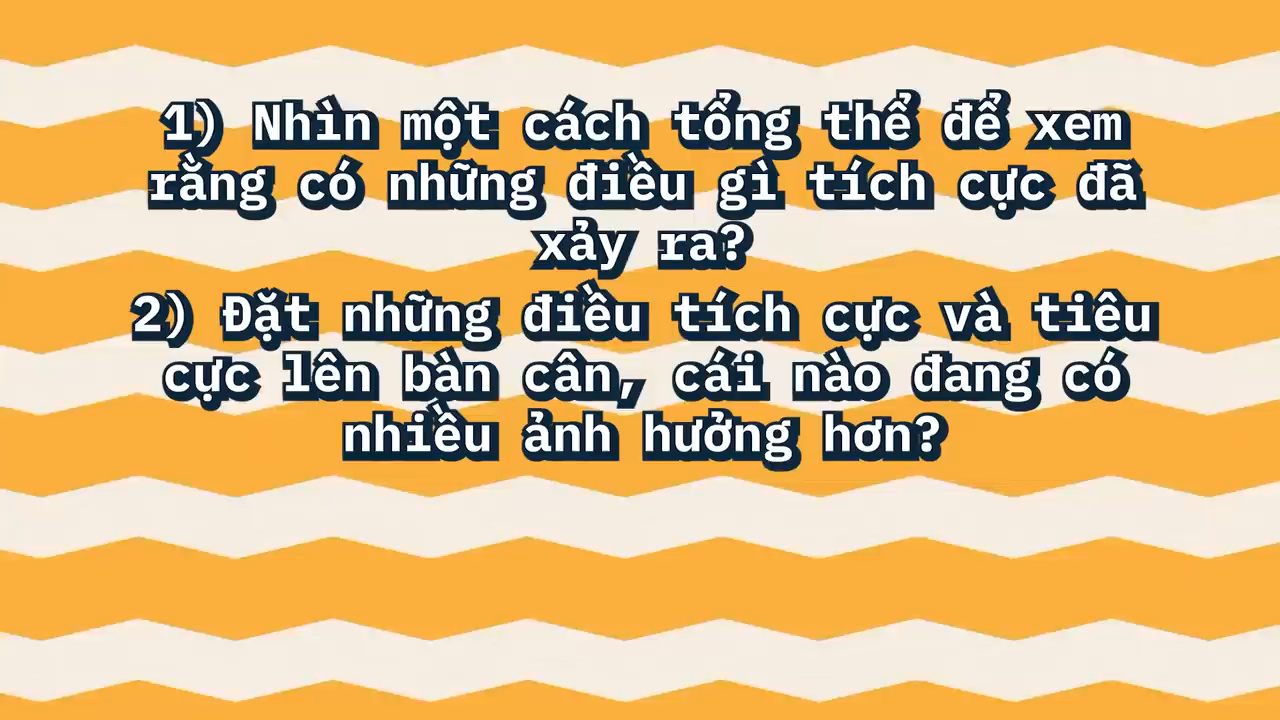 1) Nhìn một cách tổng thể để xem
rằng có những điều gì tích cực đã
xảy ra?
2) Đặt những điều tích cực và tiêu
cực lên bàn cân, cái nào đang có
nhiều ảnh hưởng hơn?